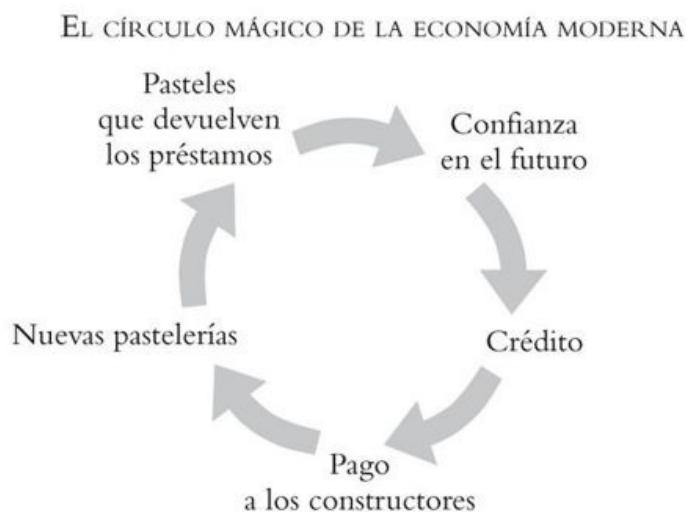 EL CÍRCULO MÁGICO DE LA ECONOMÍA MODERNA
Pasteles
que devuelven
los préstamos
Confianza
en el futuro
Crédito
Pago
a los constructores
Nuevas pastelerías